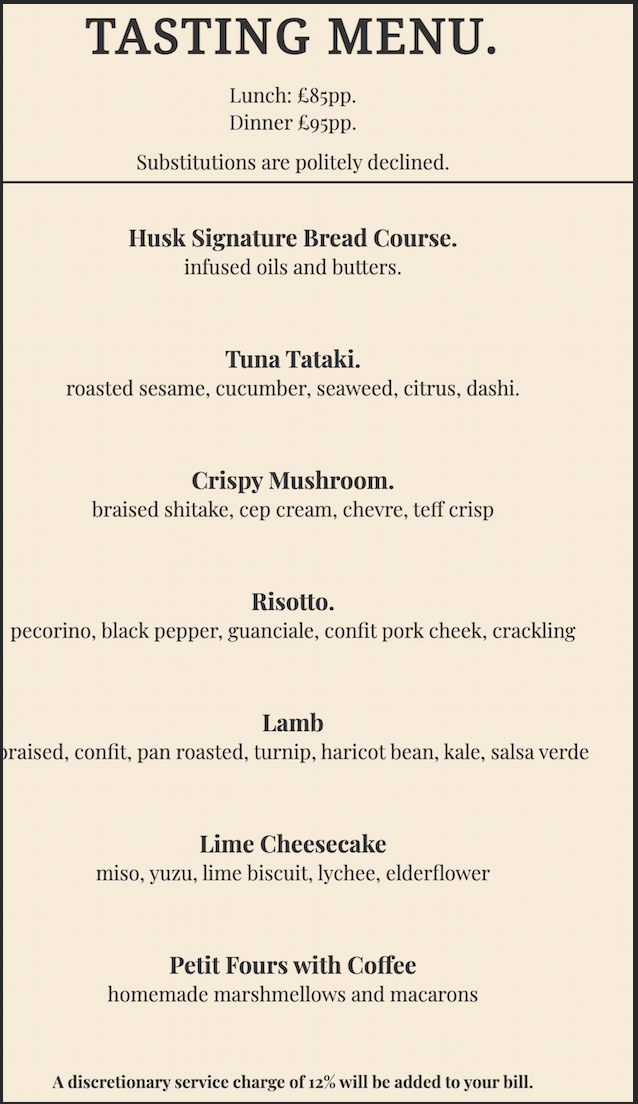 TASTING MENU.
Lunch: £85pp.
Dinner £95pp.
Substitutions are politely declined.
Husk Signature Bread Course.
infused oils and butters.
Tuna Tataki.
roasted sesame, cucumber, seaweed, citrus, dashi.
Crispy Mushroom.
braised shitake, cep cream, chevre, teff crisp
Risotto.
pecorino, black pepper, guanciale, confit pork cheek, crackling
Lamb
braised, confit, pan roasted, turnip, haricot bean, kale, salsa verde
Lime Cheesecake
miso, yuzu, lime biscuit, lychee, elderflower
Petit Fours with Coffee
homemade marshmellows and macarons
A discretionary service charge of 12% will be added to your bill.